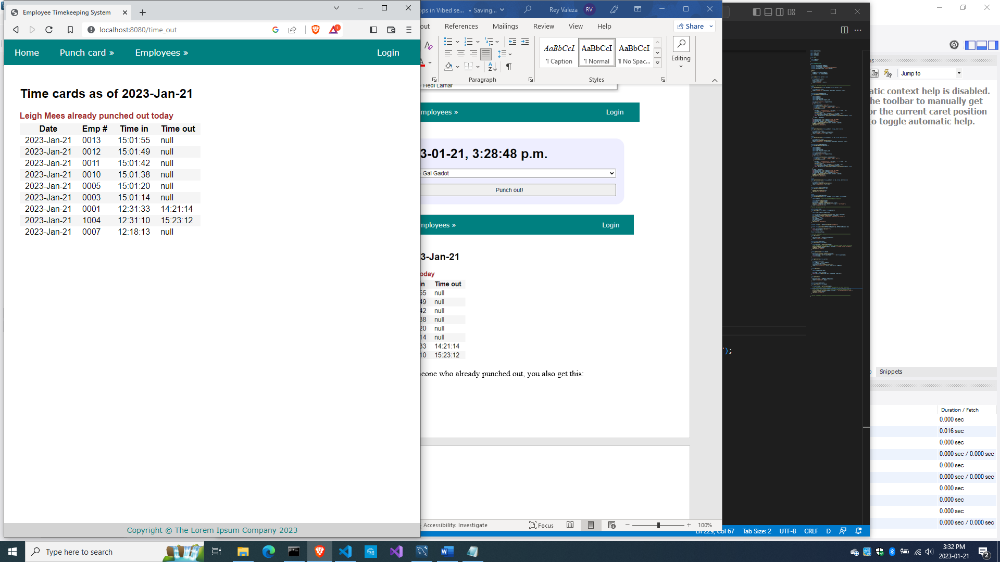 Employee Timekeeping System
localhost:8080/time_out
Home Punch card » Employees » Login
Time cards as of 2023-Jan-21
Leigh Mees already punched out today
Date Emp # Time in Time out
2023-Jan-21 0013 15:01:55 null
2023-Jan-21 0012 15:01:49 null
2023-Jan-21 0011 15:01:42 null
2023-Jan-21 0010 15:01:38 null
2023-Jan-21 0005 15:01:20 null
2023-Jan-21 0003 15:01:14 null
2023-Jan-21 0001 12:31:33 14:21:14
2023-Jan-21 1004 12:31:10 15:23:12
2023-Jan-21 0007 12:18:13 null
Copyright © The Lorem Ipsum Company 2023
ops in Vibed se... • Saving... Rey Valeza RV
out References Mailings Review View Help Share
AaBbCcI AaBbCcI AaBbCcI
¶ Caption ¶ Normal ¶ No Spac...
Editing
Paragraph Styles
- Hedi Lamar
mployees » Login
3-01-21, 3:28:48 p.m.
- Gal Gadot
Punch out!
mployees » Login
3-Jan-21
oday
n Time out
55 null
49 null
42 null
38 null
20 null
14 null
33 14:21:14
10 15:23:12
eone who already punched out, you also get this:
Accessibility: Investigate Focus 100%
');
Ln 229, Col 67 Tab Size: 2 UTF-8 CRLF D
ns
Jump to
atic context help is disabled.
he toolbar to manually get
or the current caret position
to toggle automatic help.
Snippets
Duration / Fetch
0.000 sec
0.016 sec
0.000 sec
0.000 sec / 0.000 sec
0.000 sec
0.000 sec / 0.000 sec
0.000 sec
0.000 sec
0.000 sec
0.000 sec / 0.000 sec
Type here to search
3:32 PM
2023-01-21
2